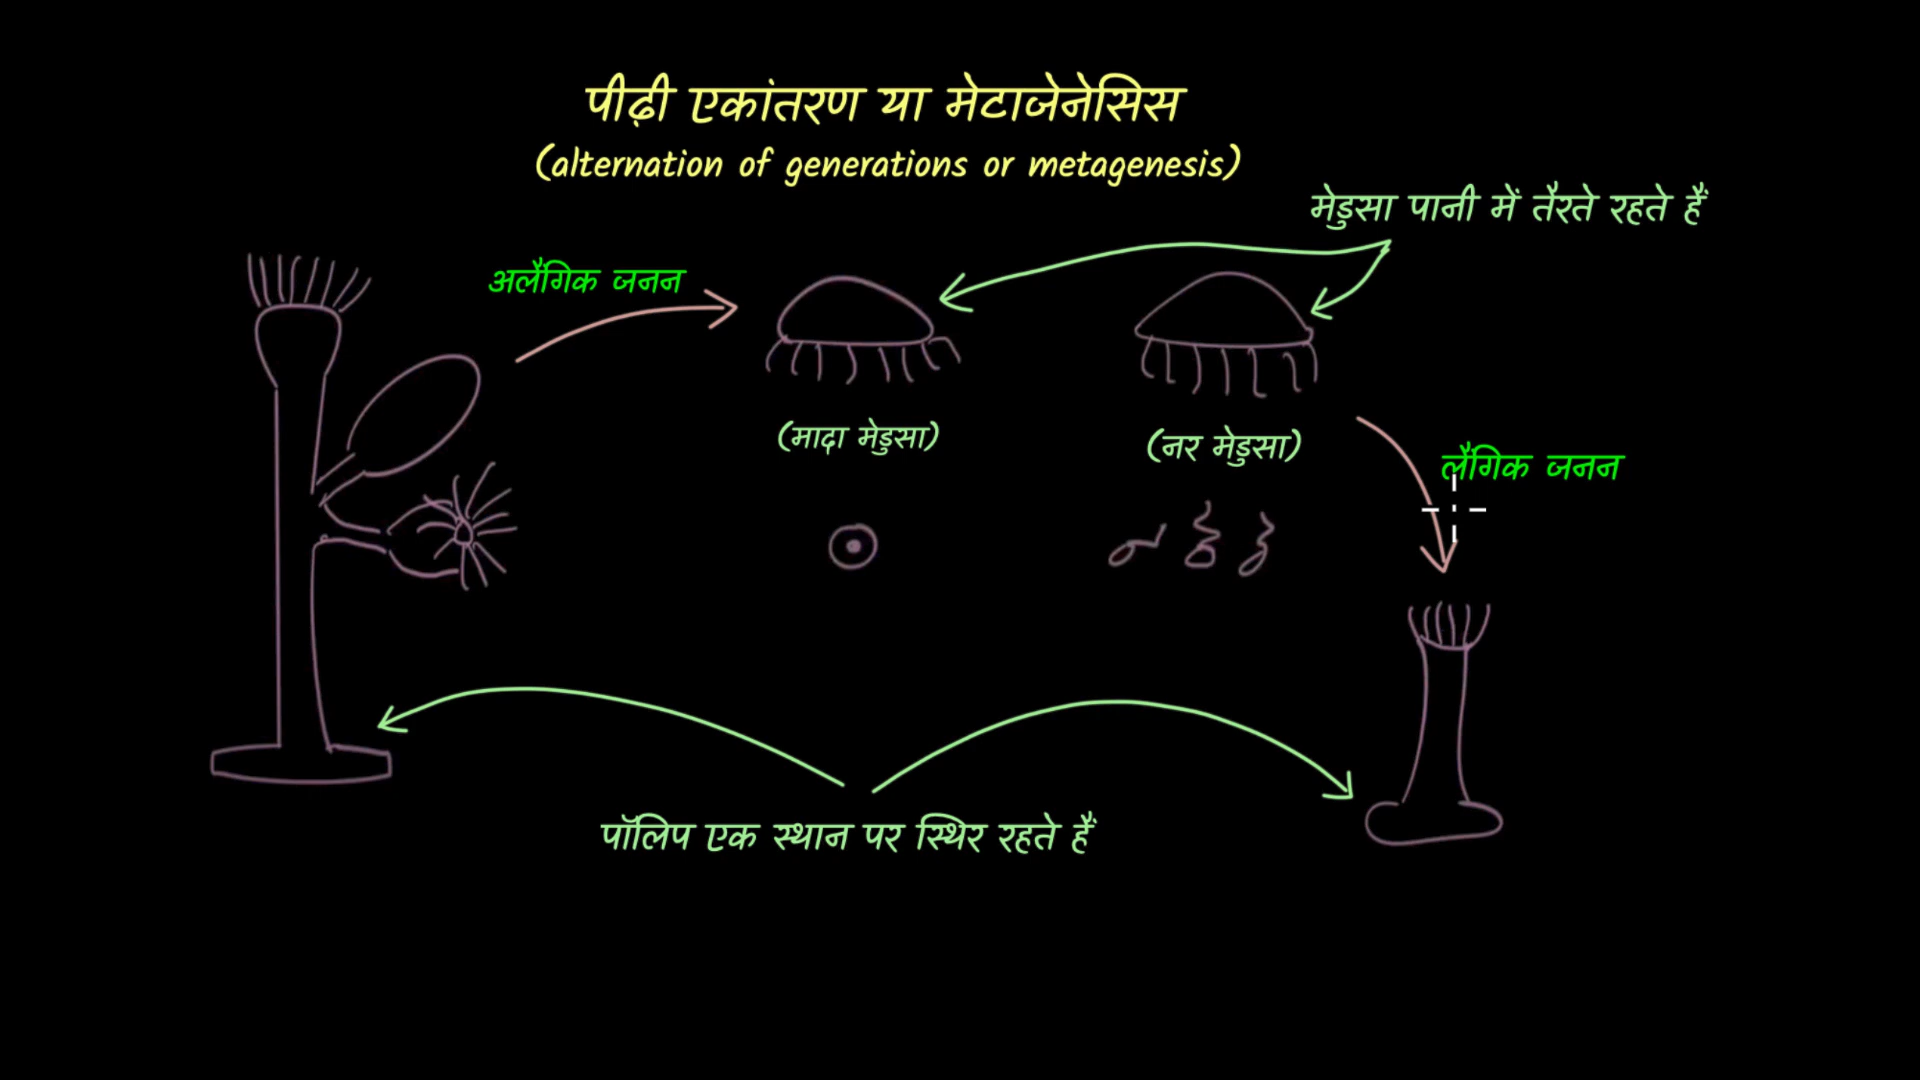 पीढ़ी एकांतरण या मेटाजेनेसिस
(alternation of generations or metagenesis)
मेडुसा पानी में तैरते रहते हैं
अलैंगिक जनन
(मादा मेडुसा)
(नर मेडुसा)
लैंगिक जनन
पॉलिप एक स्थान पर स्थिर रहते हैं